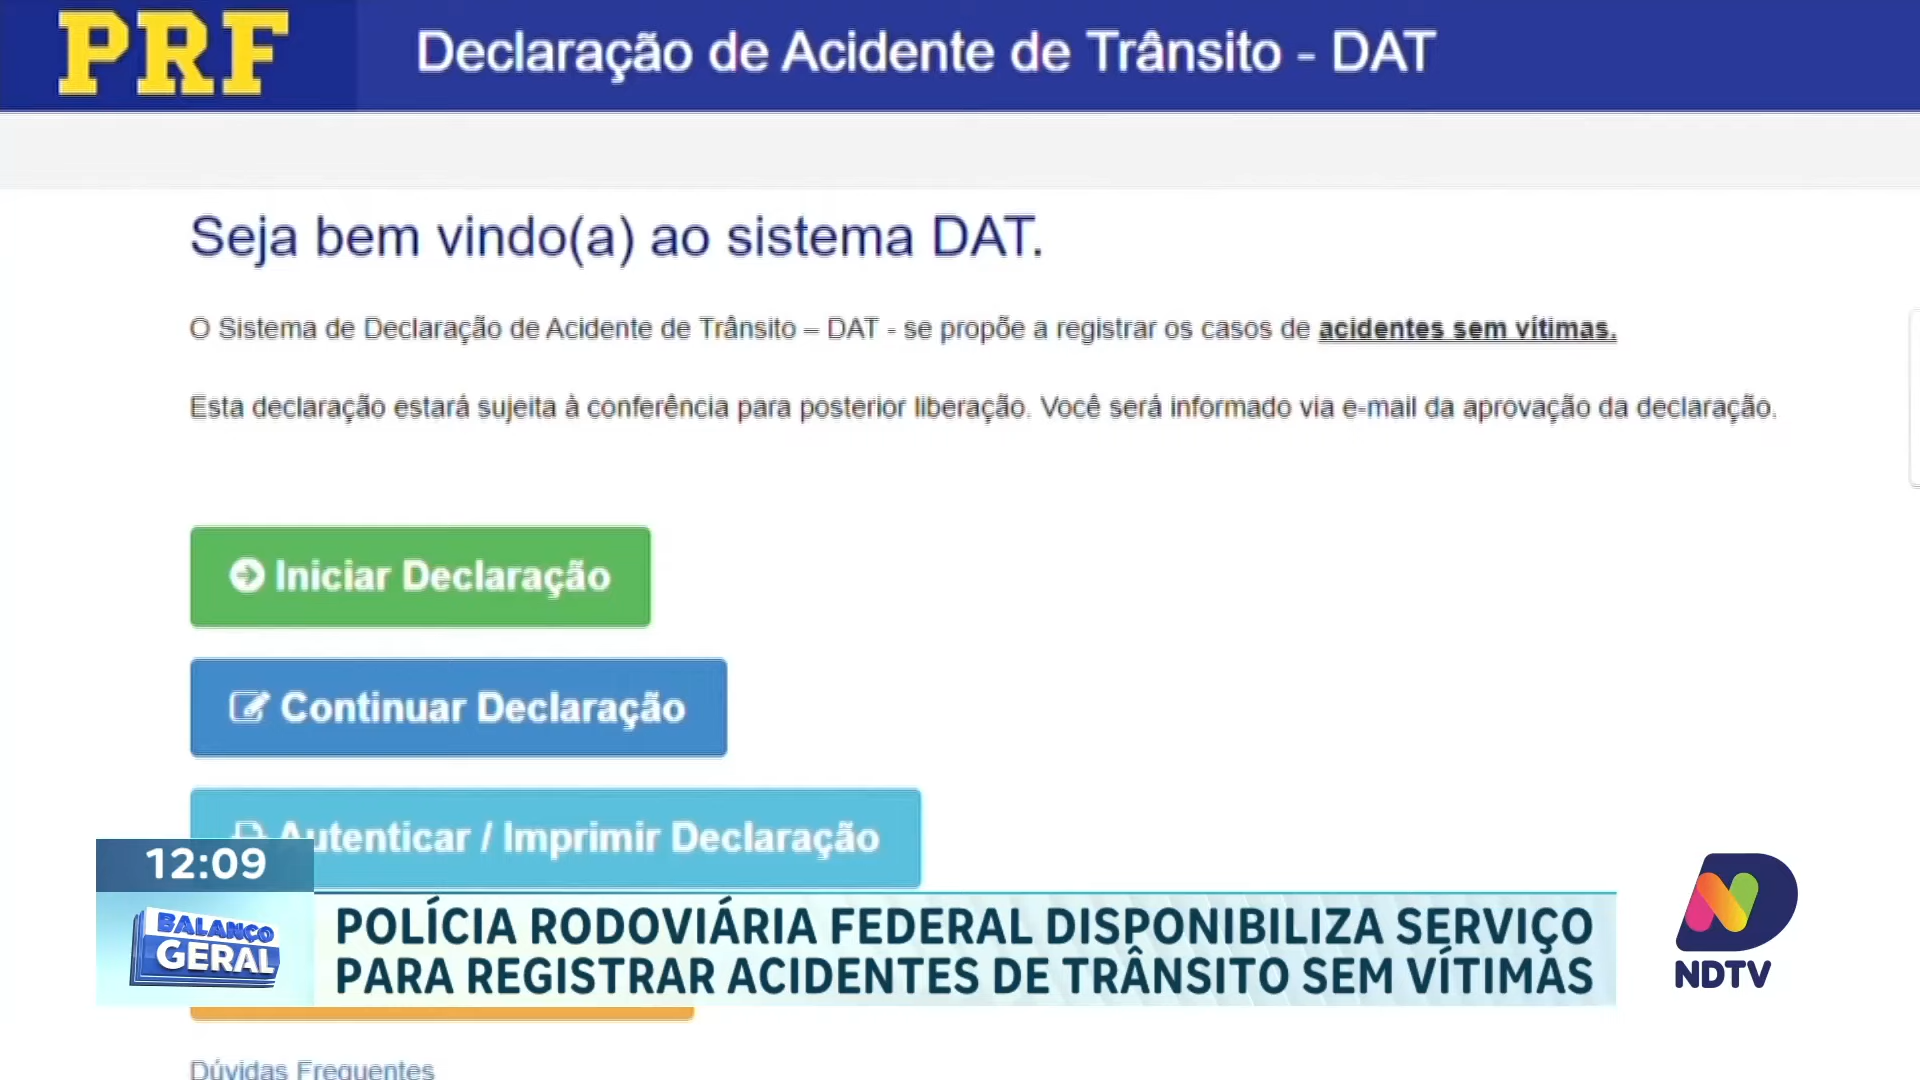 PRF
Declaração de Acidente de Trânsito - DAT
Seja bem vindo(a) ao sistema DAT.
O Sistema de Declaração de Acidente de Trânsito – DAT - se propõe a registrar os casos de acidentes sem vítimas.
Esta declaração estará sujeita à conferência para posterior liberação. Você será informado via e-mail da aprovação da declaração.
Iniciar Declaração
Continuar Declaração
Autenticar / Imprimir Declaração
12:09
BALANÇO
GERAL
POLÍCIA RODOVIÁRIA FEDERAL DISPONIBILIZA SERVIÇO
PARA REGISTRAR ACIDENTES DE TRÂNSITO SEM VÍTIMAS
NDTV
Dúvidas Frequentes